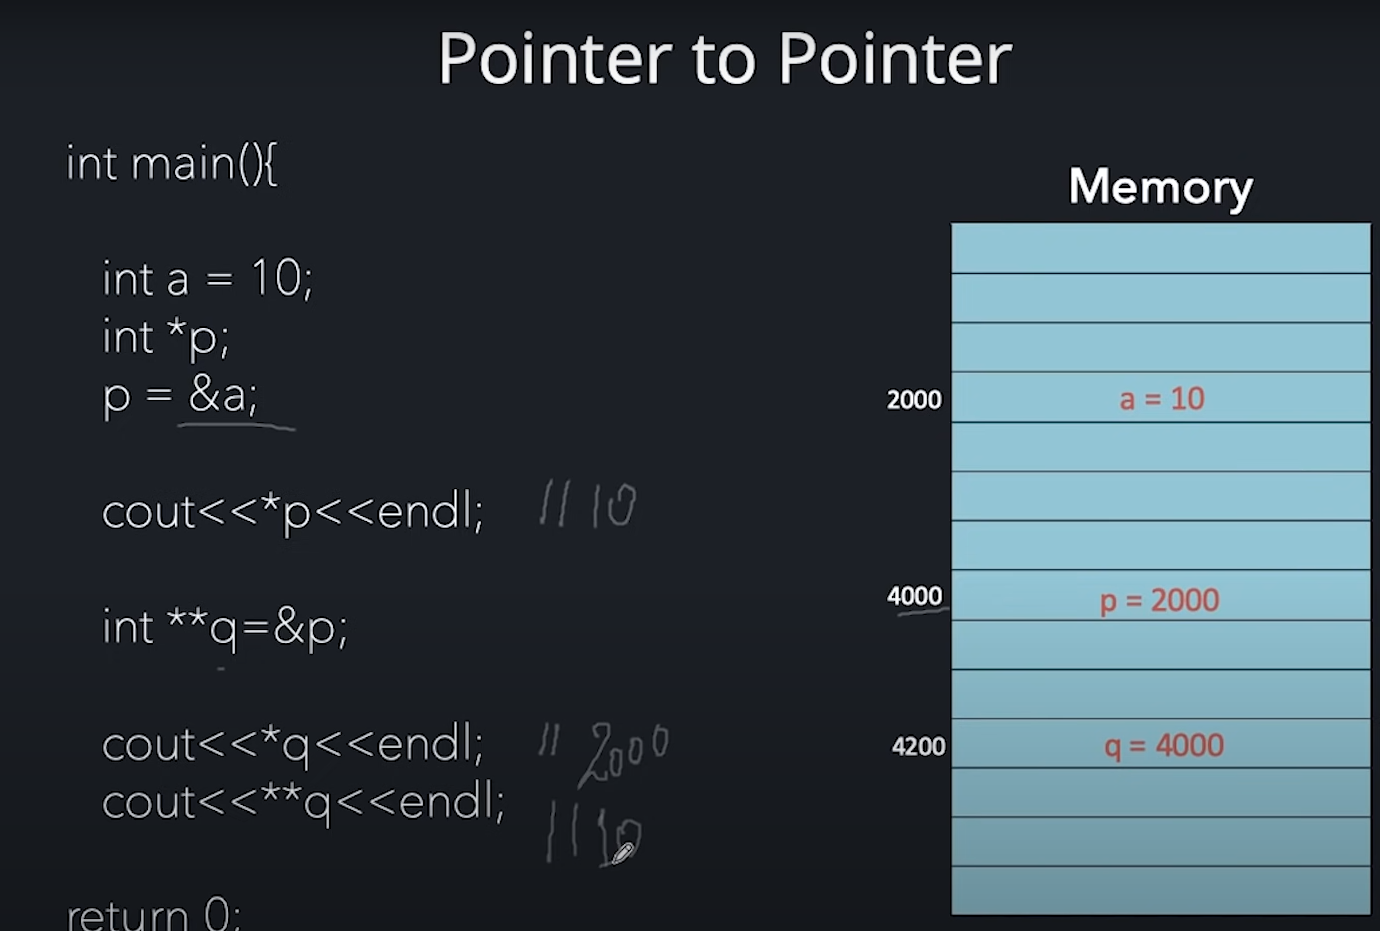 Pointer to Pointer
int main(){
int a = 10;
int *p;
p = &a;
cout<<*p<<endl; // 10
int **q=&p;
cout<<*q<<endl; // 2000
cout<<**q<<endl; // 10
return 0;
Memory
2000 a = 10
4000 p = 2000
4200 q = 4000